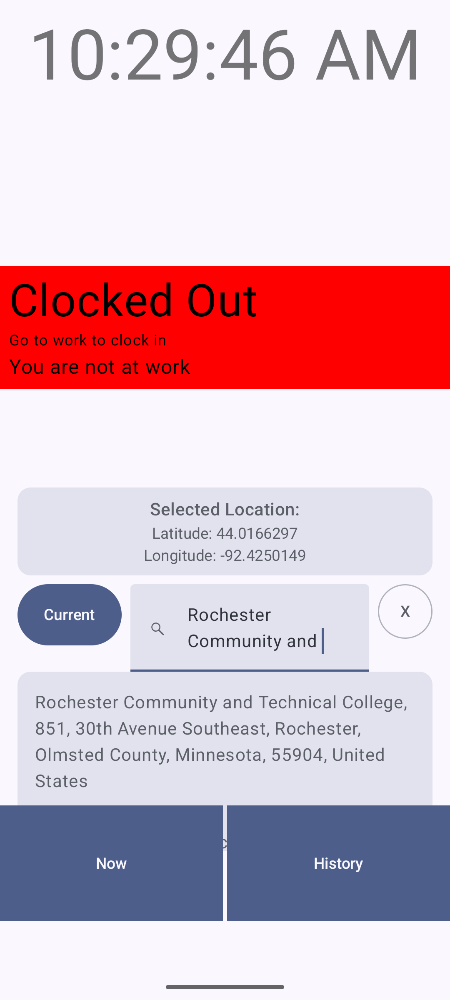 10:29:46 AM
Clocked Out
Go to work to clock in
You are not at work
Selected Location:
Latitude: 44.0166297
Longitude: -92.4250149
Current
Rochester
Community and
X
Rochester Community and Technical College,
851, 30th Avenue Southeast, Rochester,
Olmsted County, Minnesota, 55904, United
States
Now
History